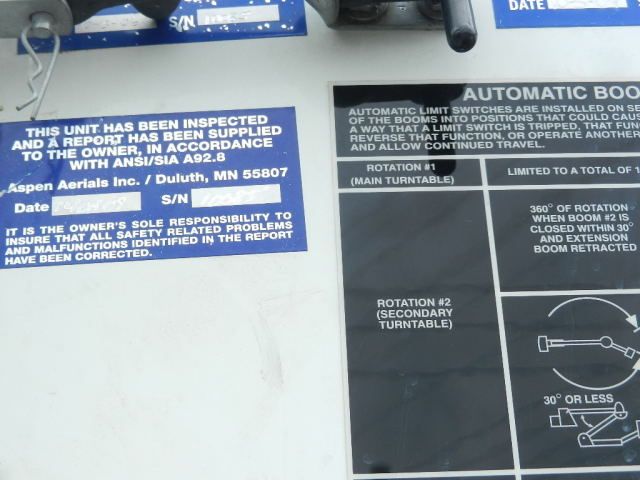 S/N
DATE
THIS UNIT HAS BEEN INSPECTED
AND A REPORT HAS BEEN SUPPLIED
TO THE OWNER, IN ACCORDANCE
WITH ANSI/SIA A92.8
Aspen Aerials Inc. / Duluth, MN 55807
Date S/N
IT IS THE OWNER'S SOLE RESPONSIBILITY TO
INSURE THAT ALL SAFETY RELATED PROBLEMS
AND MALFUNCTIONS IDENTIFIED IN THE REPORT
HAVE BEEN CORRECTED.
AUTOMATIC BOO
AUTOMATIC LIMIT SWITCHES ARE INSTALLED ON SE
OF THE BOOMS INTO POSITIONS THAT COULD CAUS
A WAY THAT A LIMIT SWITCH IS TRIPPED, THAT FUN
REVERSE THAT FUNCTION, OR OPERATE ANOTHER
AND ALLOW CONTINUED TRAVEL.
ROTATION #1
(MAIN TURNTABLE)
LIMITED TO A TOTAL OF 1
ROTATION #2
(SECONDARY
TURNTABLE)
360° OF ROTATION
WHEN BOOM #2 IS
CLOSED WITHIN 30°
AND EXTENSION
BOOM RETRACTED
30° OR LESS